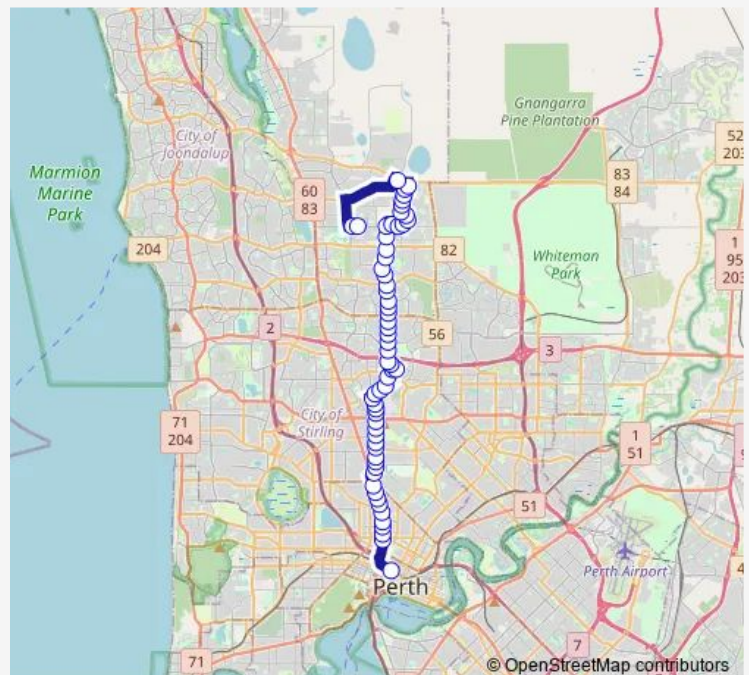 Gnangarra
Pine Plantation
City of
Joondalup
52
203
Marmion
Marine
Park
60
83
83
84
204
82
1
95
203
Whiteman
Park
2
56
3
71
204
City of
Stirling
1
51
51
Perth Airport
Perth
4
7
71
© OpenStreetMap contributors